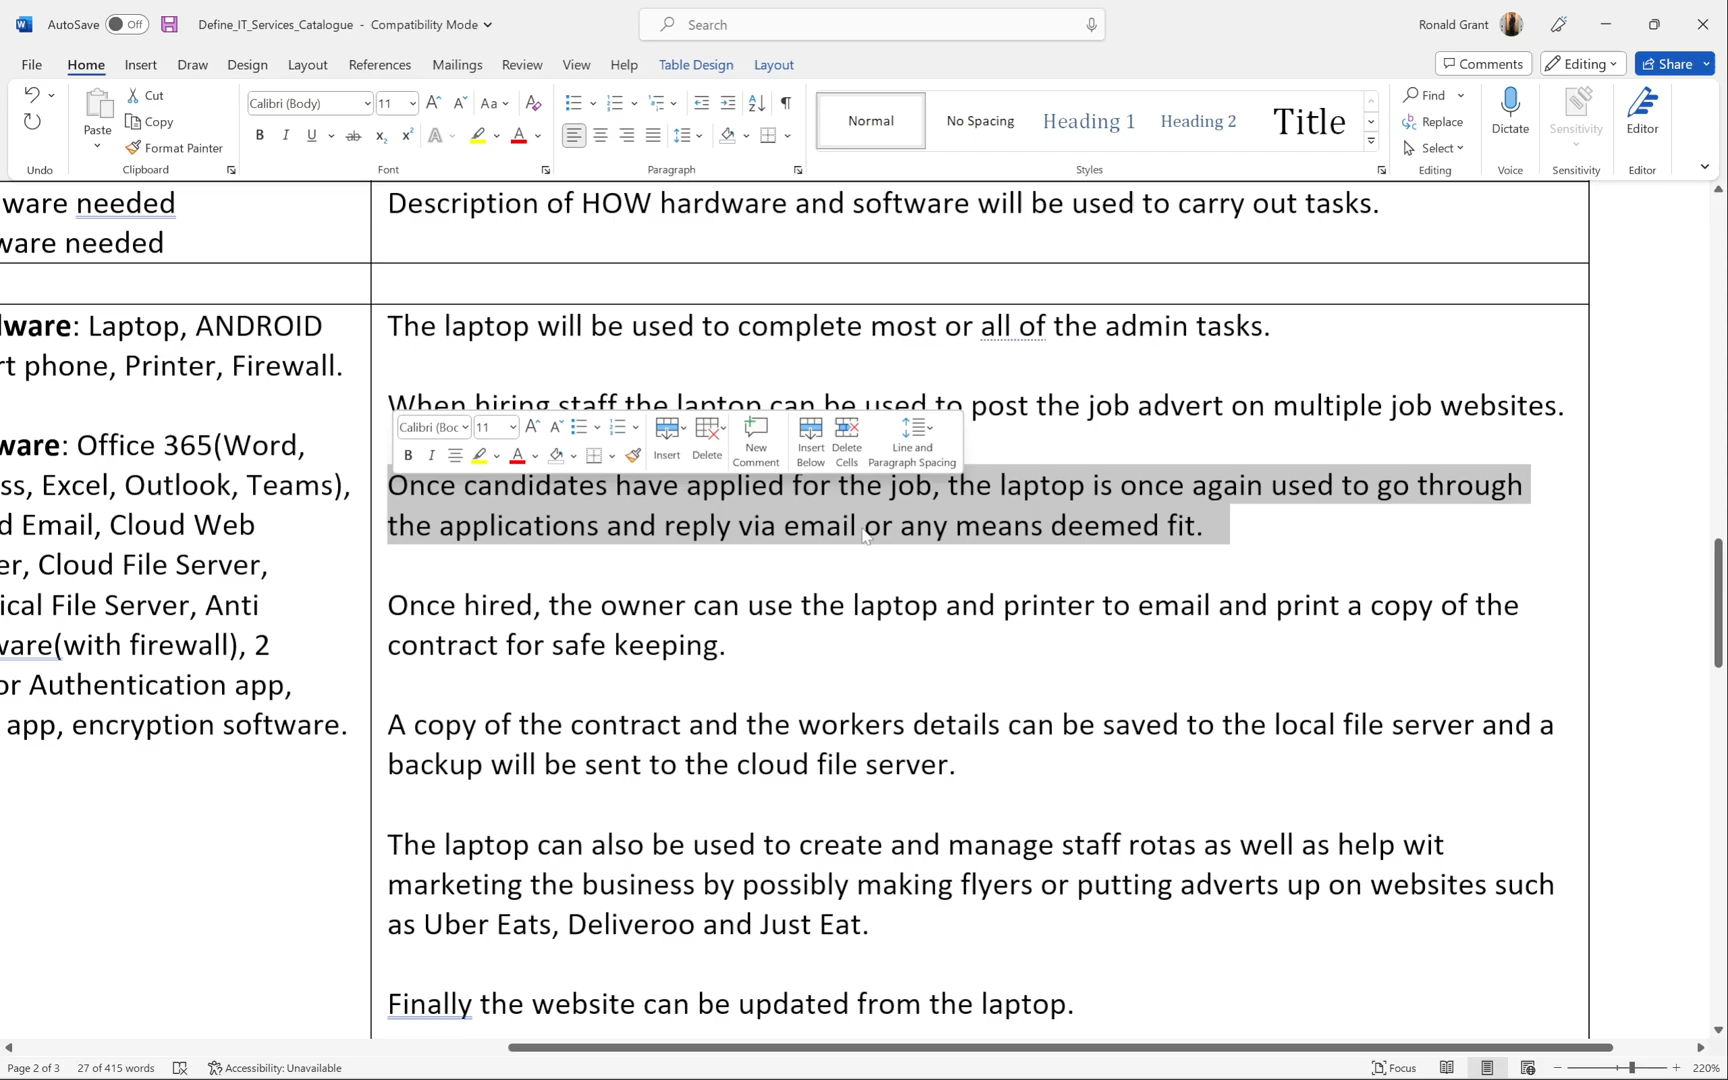 AutoSave Off Define_IT_Services_Catalogue - Compatibility Mode Search Ronald Grant
File Home Insert Draw Design Layout References Mailings Review View Help Table Design Layout Comments Editing Share
Undo
Paste
Cut
Copy
Format Painter
Clipboard
Calibri (Body) 11
Font
Paragraph
Normal No Spacing Heading 1 Heading 2 Title
Styles
Find
Replace
Select
Editing
Dictate
Voice
Sensitivity
Sensitivity
Editor
Editor
ware needed
ware needed
Description of HOW hardware and software will be used to carry out tasks.
ware: Laptop, ANDROID
rt phone, Printer, Firewall.
ware: Office 365(Word,
ss, Excel, Outlook, Teams),
d Email, Cloud Web
er, Cloud File Server,
ical File Server, Anti
ware(with firewall), 2
or Authentication app,
app, encryption software.
The laptop will be used to complete most or all of the admin tasks.
When hiring staff the laptop can be used to post the job advert on multiple job websites.
Calibri (Boc 11
Insert Delete New Comment Insert Below Delete Cells Line and Paragraph Spacing
Once candidates have applied for the job, the laptop is once again used to go through
the applications and reply via email or any means deemed fit.
Once hired, the owner can use the laptop and printer to email and print a copy of the
contract for safe keeping.
A copy of the contract and the workers details can be saved to the local file server and a
backup will be sent to the cloud file server.
The laptop can also be used to create and manage staff rotas as well as help wit
marketing the business by possibly making flyers or putting adverts up on websites such
as Uber Eats, Deliveroo and Just Eat.
Finally the website can be updated from the laptop.
Page 2 of 3 27 of 415 words Accessibility: Unavailable Focus 220%